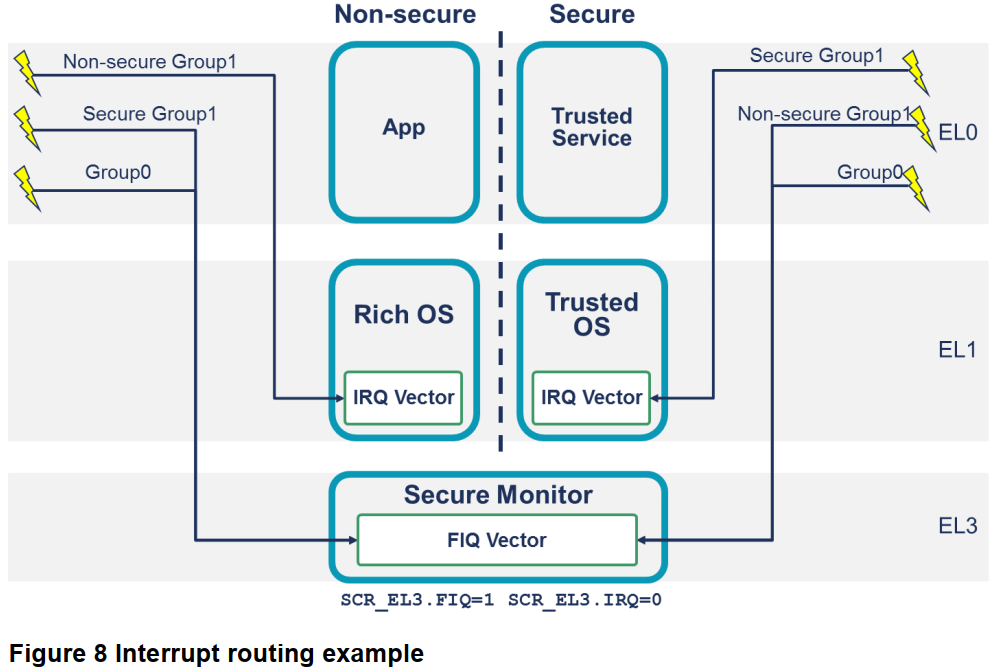 Non-secure
Secure
Non-secure Group1
Secure Group1
Group0
App
Trusted
Service
Secure Group1
Non-secure Group1
Group0
EL0
Rich OS
IRQ Vector
Trusted
OS
IRQ Vector
EL1
Secure Monitor
FIQ Vector
EL3
SCR_EL3.FIQ=1 SCR_EL3.IRQ=0
Figure 8 Interrupt routing example